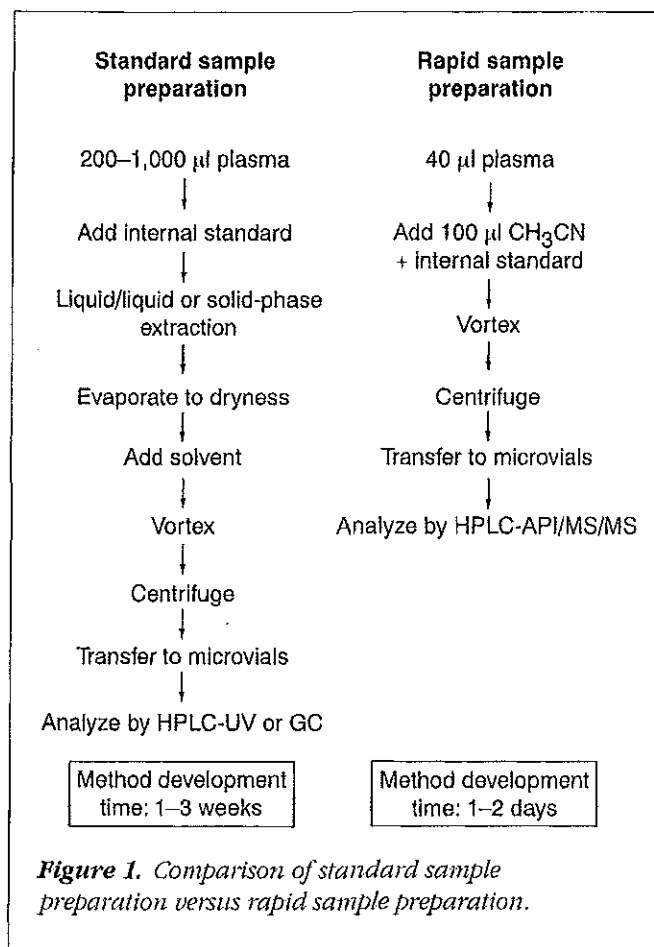 Standard sample
preparation
200–1,000 µl plasma
Add internal standard
Liquid/liquid or solid-phase
extraction
Evaporate to dryness
Add solvent
Vortex
Centrifuge
Transfer to microvials
Analyze by HPLC-UV or GC
Method development
time: 1–3 weeks
Rapid sample
preparation
40 µl plasma
Add 100 µl CH3CN
+ internal standard
Vortex
Centrifuge
Transfer to microvials
Analyze by HPLC-API/MS/MS
Method development
time: 1–2 days
Figure 1. Comparison of standard sample
preparation versus rapid sample preparation.